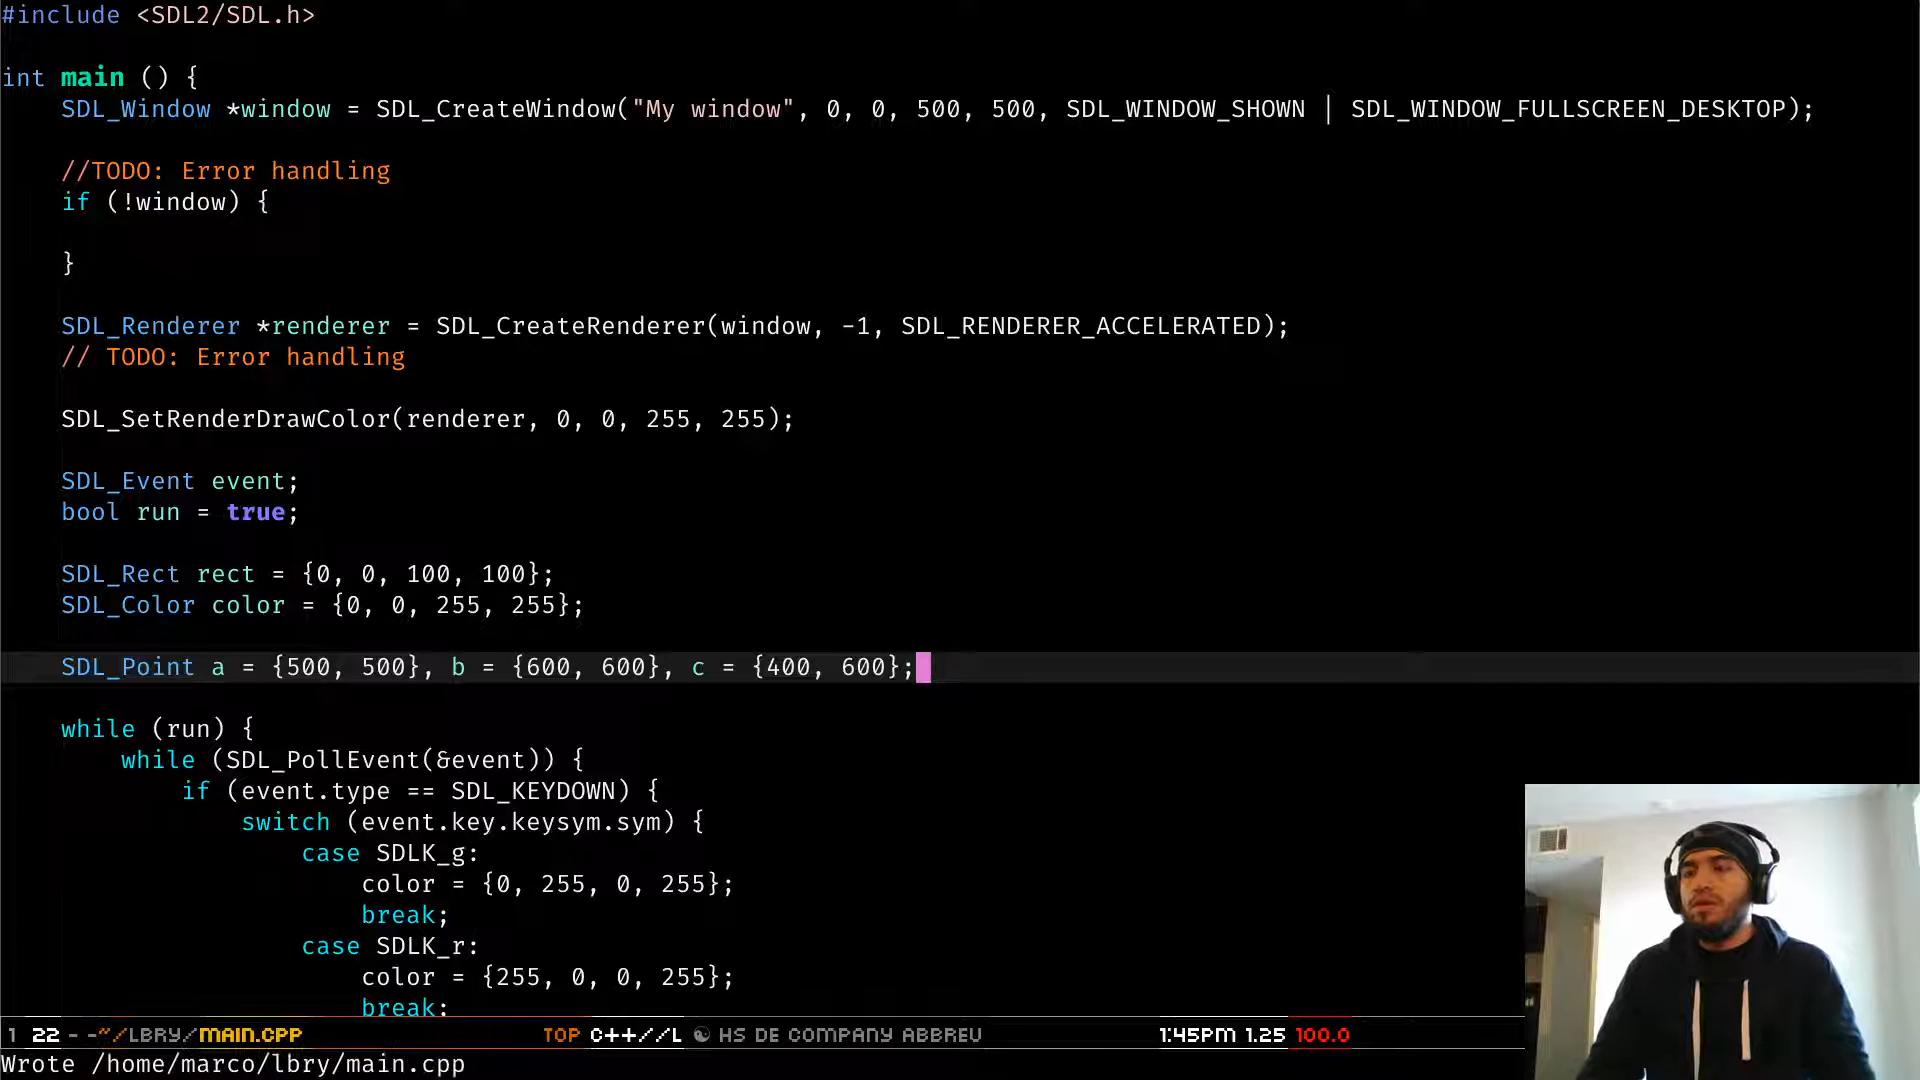 #include <SDL2/SDL.h>
int main () {
SDL_Window *window = SDL_CreateWindow("My window", 0, 0, 500, 500, SDL_WINDOW_SHOWN | SDL_WINDOW_FULLSCREEN_DESKTOP);
//TODO: Error handling
if (!window) {
}
SDL_Renderer *renderer = SDL_CreateRenderer(window, -1, SDL_RENDERER_ACCELERATED);
// TODO: Error handling
SDL_SetRenderDrawColor(renderer, 0, 0, 255, 255);
SDL_Event event;
bool run = true;
SDL_Rect rect = {0, 0, 100, 100};
SDL_Color color = {0, 0, 255, 255};
SDL_Point a = {500, 500}, b = {600, 600}, c = {400, 600};
while (run) {
while (SDL_PollEvent(&event)) {
if (event.type == SDL_KEYDOWN) {
switch (event.key.keysym.sym) {
case SDLK_g:
color = {0, 255, 0, 255};
break;
case SDLK_r:
color = {255, 0, 0, 255};
break;
1 22 - -~/LBRY/MAIN.CPP TOP C++//L ☯ HS DE COMPANY ABBREV 1:45PM 1.25 100.0
Wrote /home/marco/lbry/main.cpp